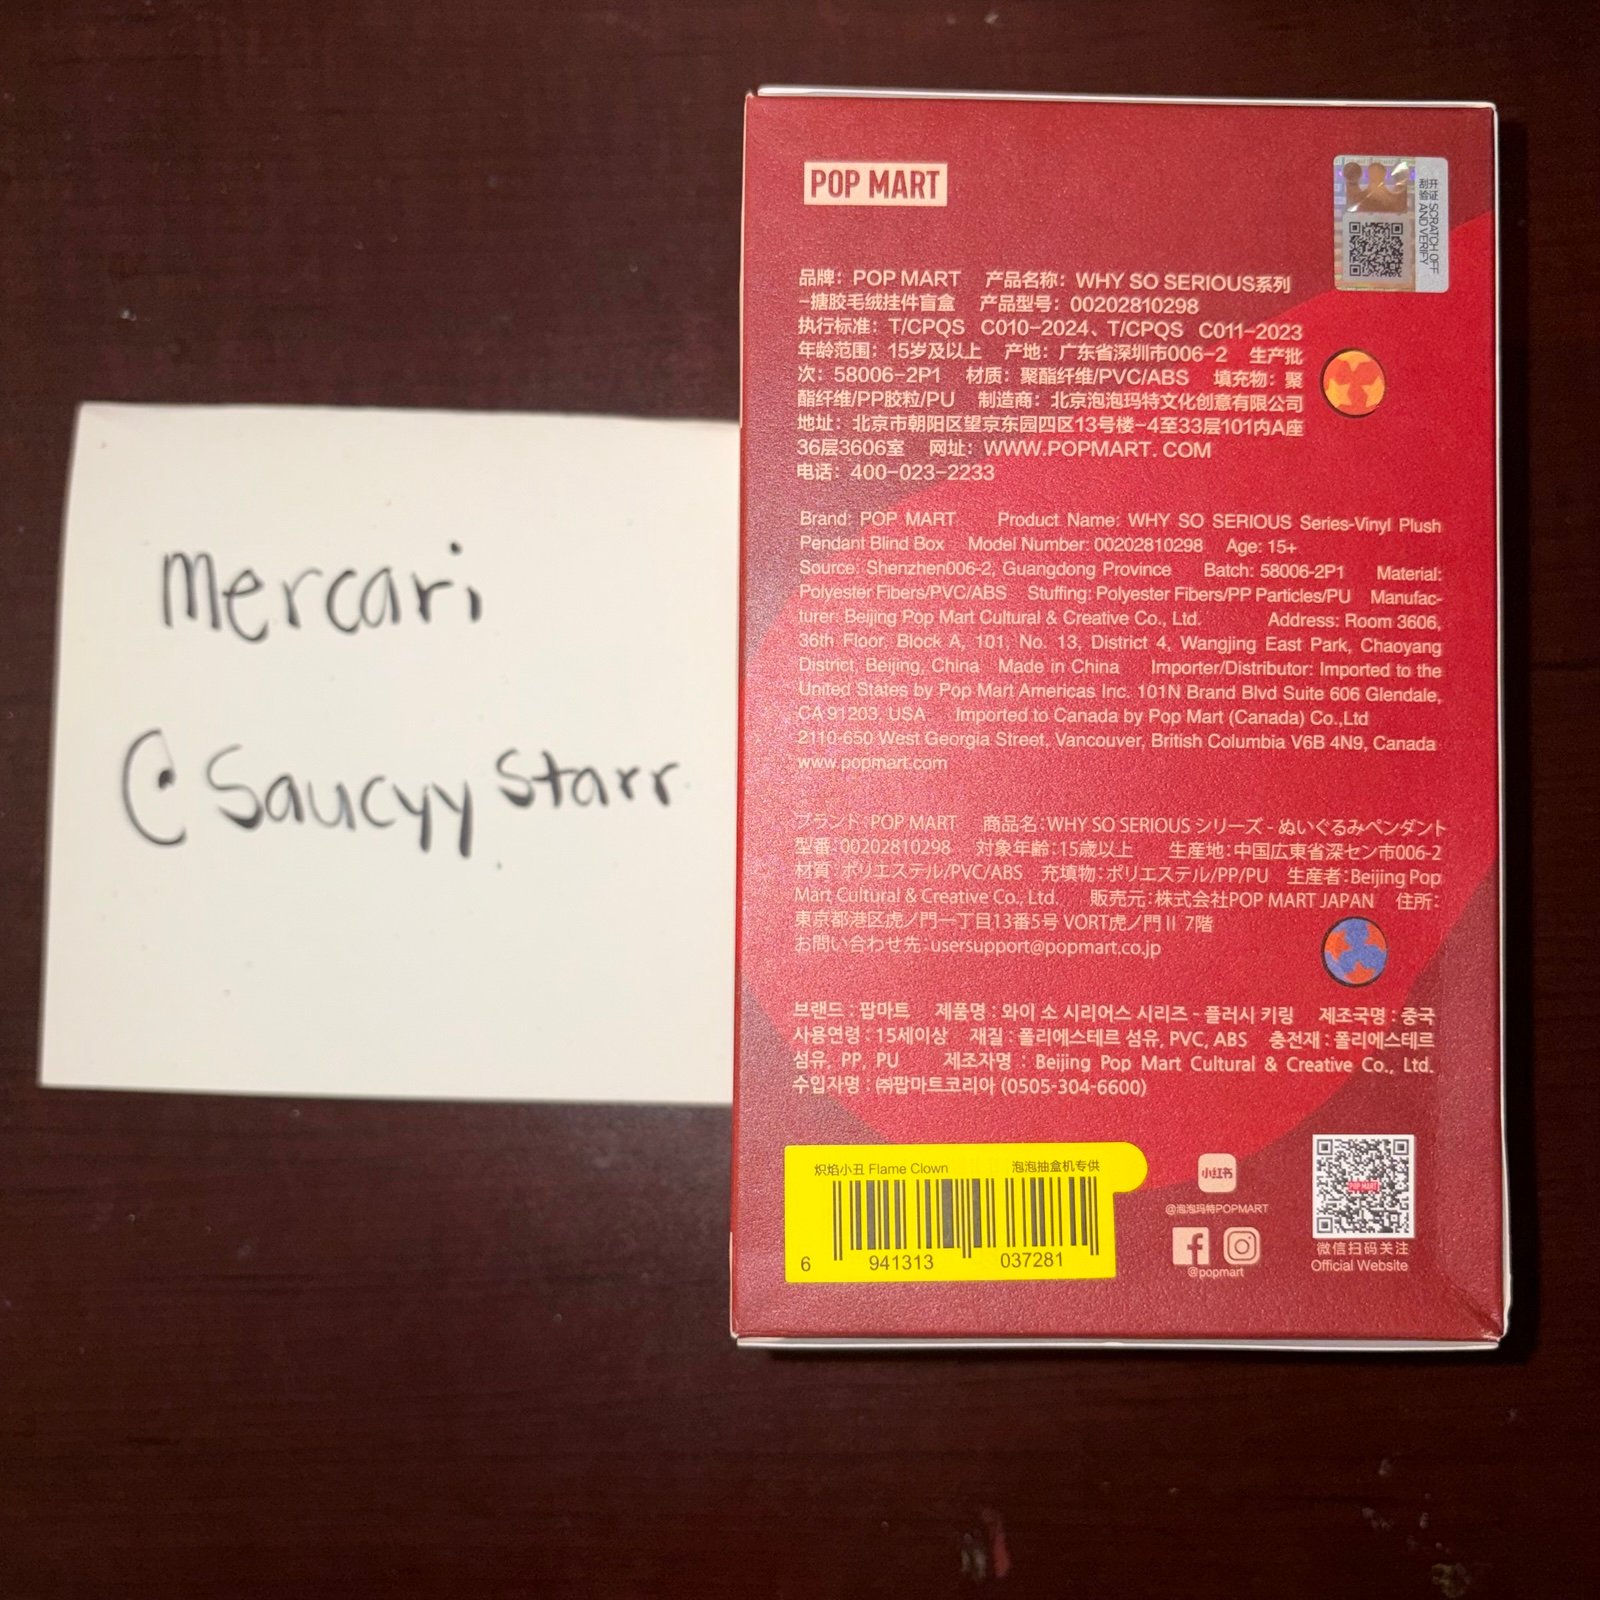 mercari
@Saucyystarr
POP MART
刮开验证 SCRATCH OFF AND VERIFY
品牌：POP MART 产品名称：WHY SO SERIOUS系列
-搪胶毛绒挂件盲盒 产品型号：00202810298
执行标准：T/CPQS C010-2024、T/CPQS C011-2023
年龄范围：15岁及以上 产地：广东省深圳市006-2 生产批
次：58006-2P1 材质：聚酯纤维/PVC/ABS 填充物：聚
酯纤维/PP胶粒/PU 制造商：北京泡泡玛特文化创意有限公司
地址：北京市朝阳区望京东园四区13号楼-4至33层101内A座
36层3606室 网址：WWW.POPMART. COM
电话：400-023-2233
Brand: POP MART Product Name: WHY SO SERIOUS Series-Vinyl Plush
Pendant Blind Box Model Number: 00202810298 Age: 15+
Source: Shenzhen006-2, Guangdong Province Batch: 58006-2P1 Material:
Polyester Fibers/PVC/ABS Stuffing: Polyester Fibers/PP Particles/PU Manufac-
turer: Beijing Pop Mart Cultural & Creative Co., Ltd. Address: Room 3606,
36th Floor, Block A, 101, No. 13, District 4, Wangjing East Park, Chaoyang
District, Beijing, China Made in China Importer/Distributor: Imported to the
United States by Pop Mart Americas Inc. 101N Brand Blvd Suite 606 Glendale,
CA 91203, USA Imported to Canada by Pop Mart (Canada) Co.,Ltd
2110-650 West Georgia Street, Vancouver, British Columbia V6B 4N9, Canada
www.popmart.com
ブランド：POP MART 商品名：WHY SO SERIOUS シリーズ - ぬいぐるみペンダント
型番：00202810298 対象年齢：15歳以上 生産地：中国広東省深セン市006-2
材質：ポリエステル/PVC/ABS 充填物：ポリエステル/PP/PU 生産者：Beijing Pop
Mart Cultural & Creative Co., Ltd. 販売元：株式会社POP MART JAPAN 住所：
東京都港区虎ノ門一丁目13番5号 VORT虎ノ門Ⅱ 7階
お問い合わせ先：usersupport@popmart.co.jp
브랜드 : 팝마트 제품명 : 와이 소 시리어스 시리즈 - 플러시 키링 제조국명 : 중국
사용연령 : 15세이상 재질 : 폴리에스테르 섬유, PVC, ABS 충전재 : 폴리에스테르
섬유, PP, PU 제조자명 : Beijing Pop Mart Cultural & Creative Co., Ltd.
수입자명 : ㈜팝마트코리아 (0505-304-6600)
炽焰小丑 Flame Clown 泡泡抽盒机专供
6 941313 037281
小红书
@泡泡玛特POPMART
@popmart
POP MART
微信扫码关注
Official Website